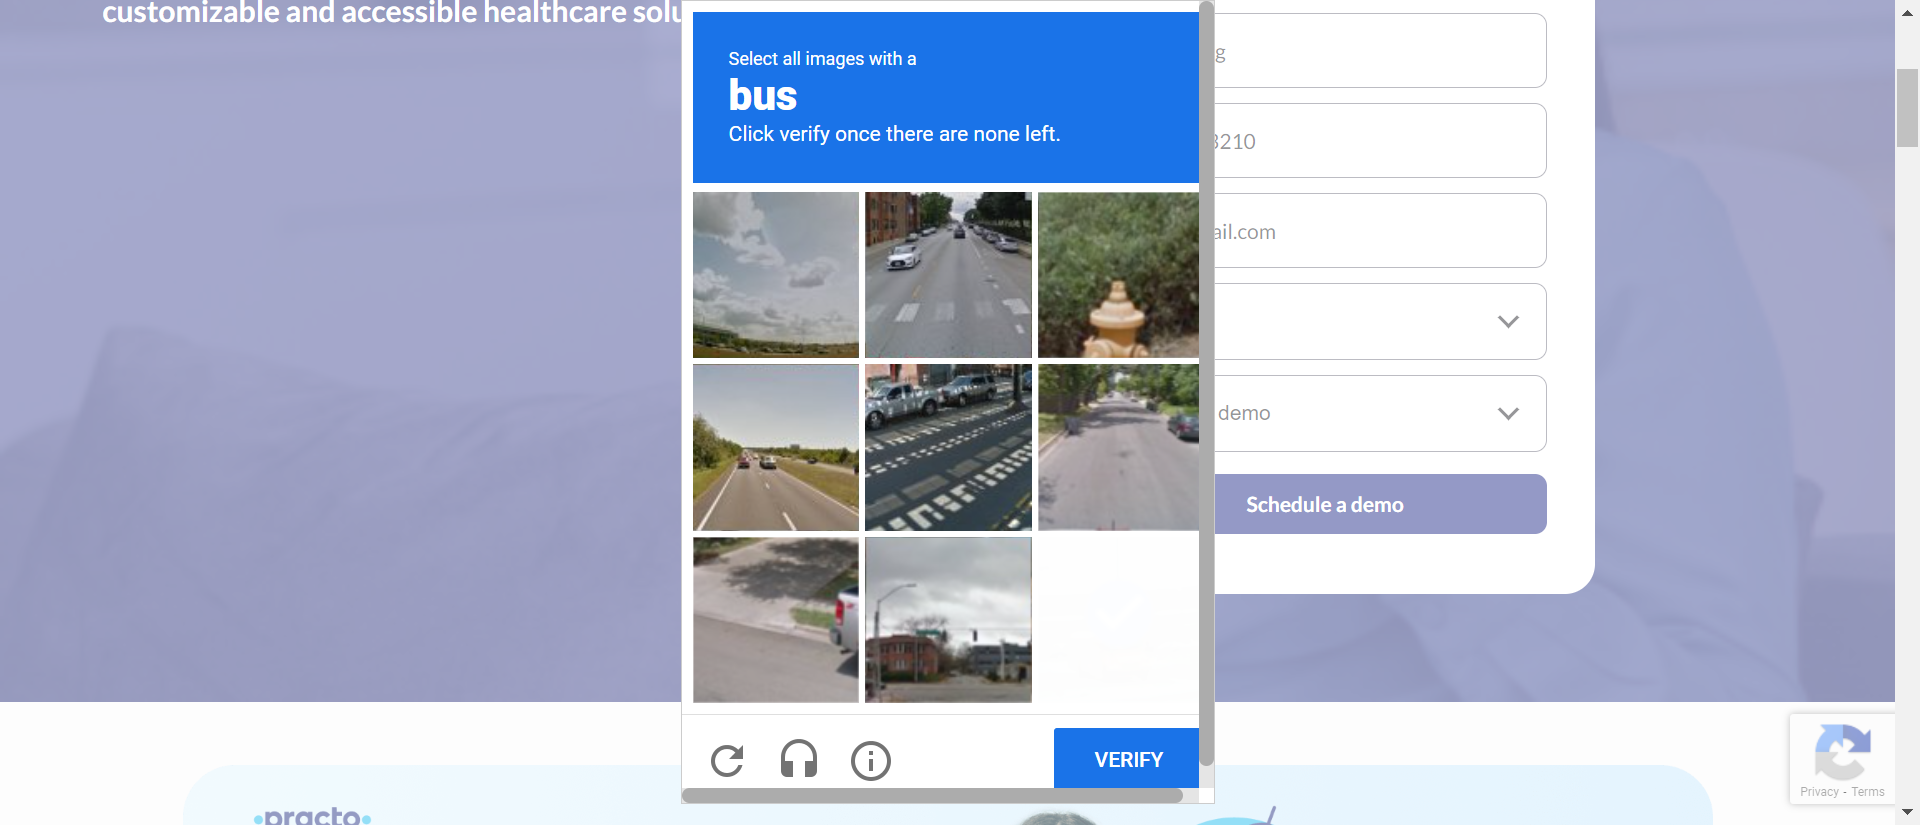 customizable and accessible healthcare solu
Select all images with a
bus
Click verify once there are none left.
g
3210
ail.com
demo
Schedule a demo
VERIFY
Privacy - Terms
practo